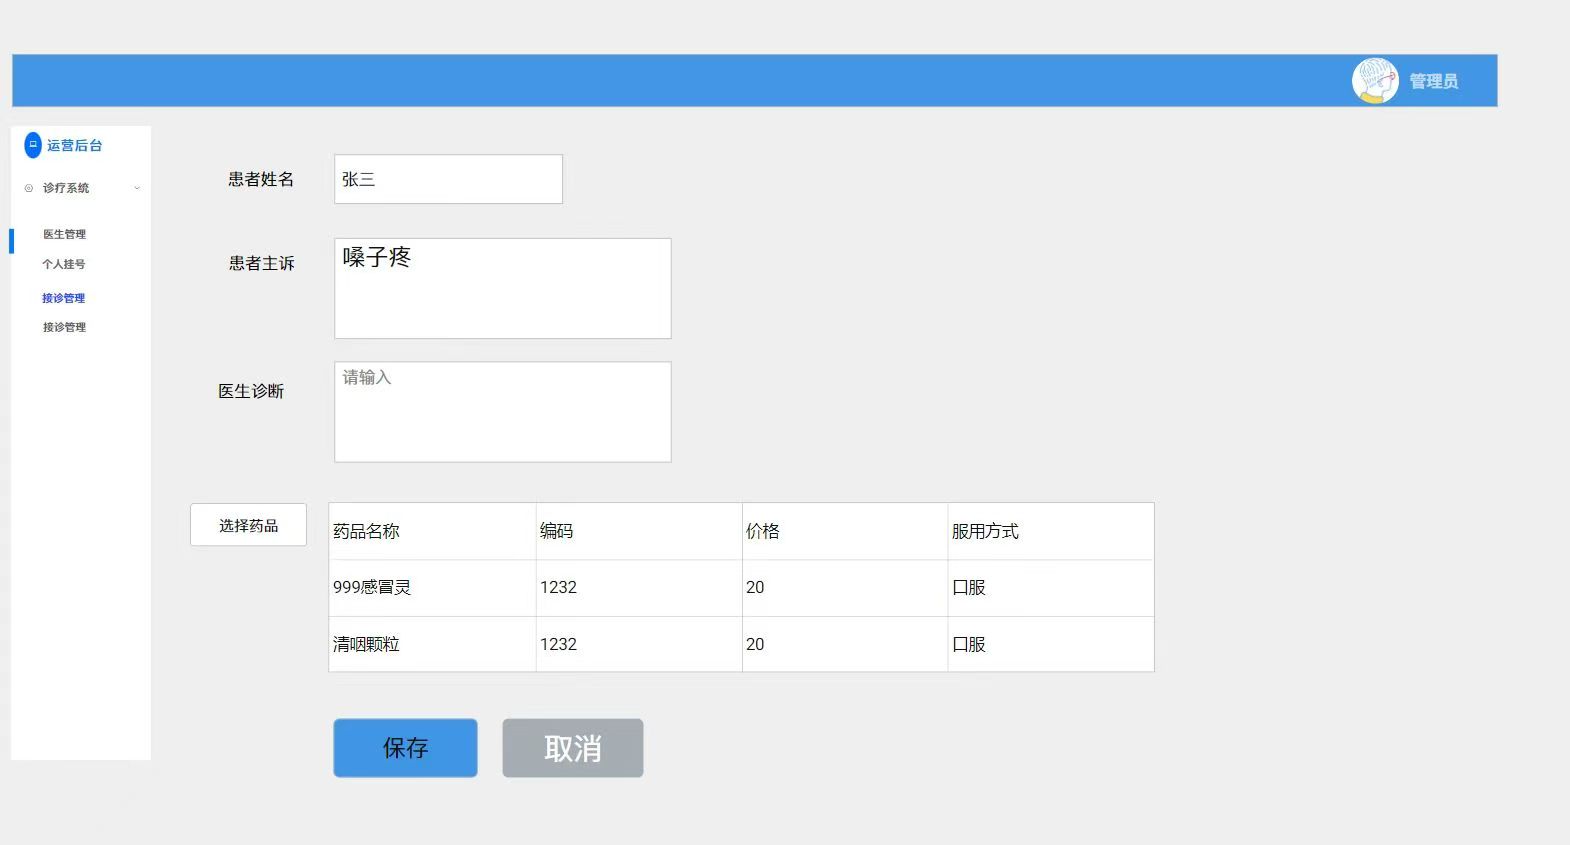 管理员
运营后台
诊疗系统
医生管理
个人挂号
接诊管理
接诊管理
患者姓名 张三
患者主诉 嗓子疼
医生诊断 请输入
选择药品
药品名称 编码 价格 服用方式
999感冒灵 1232 20 口服
清咽颗粒 1232 20 口服
保存 取消